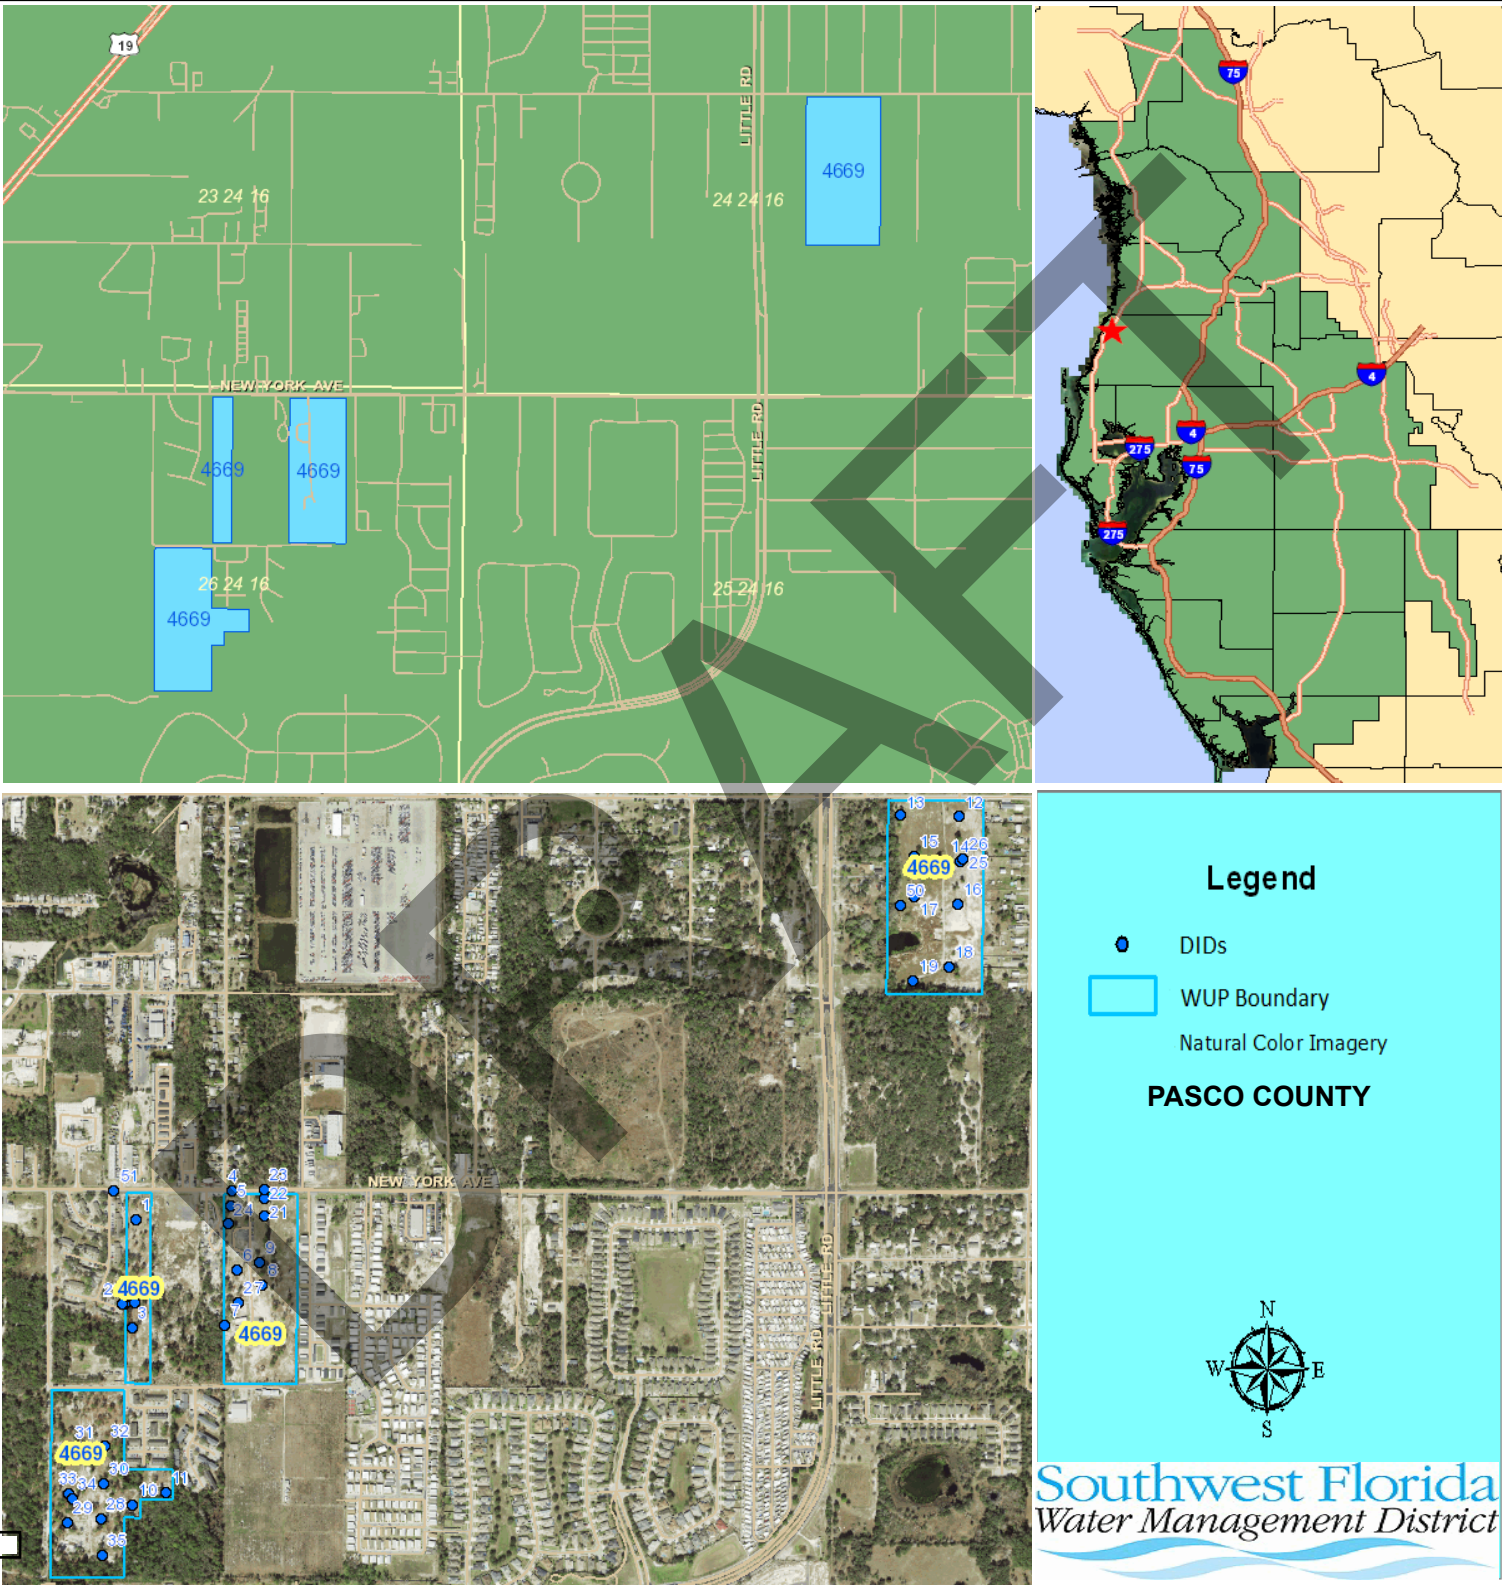 19
LITTLE RD
4669
23 24 16
24 24 16
NEW YORK AVE
4669
4669
LITTLE RD
26 24 16
25 24 16
4669
75
4
4
275
75
275
DRAFT
13
12
15
14
26
4669
25
50
16
17
18
19
51
4
23
NEW YORK AVE
5
22
1
24
21
6
9
8
2
4669
27
3
7
4669
LITTLE RD
LITTLE RD
31
32
4669
30
11
33
34
10
29
28
35
Legend
DIDs
WUP Boundary
Natural Color Imagery
PASCO COUNTY
N
W
E
S
Southwest Florida
Water Management District